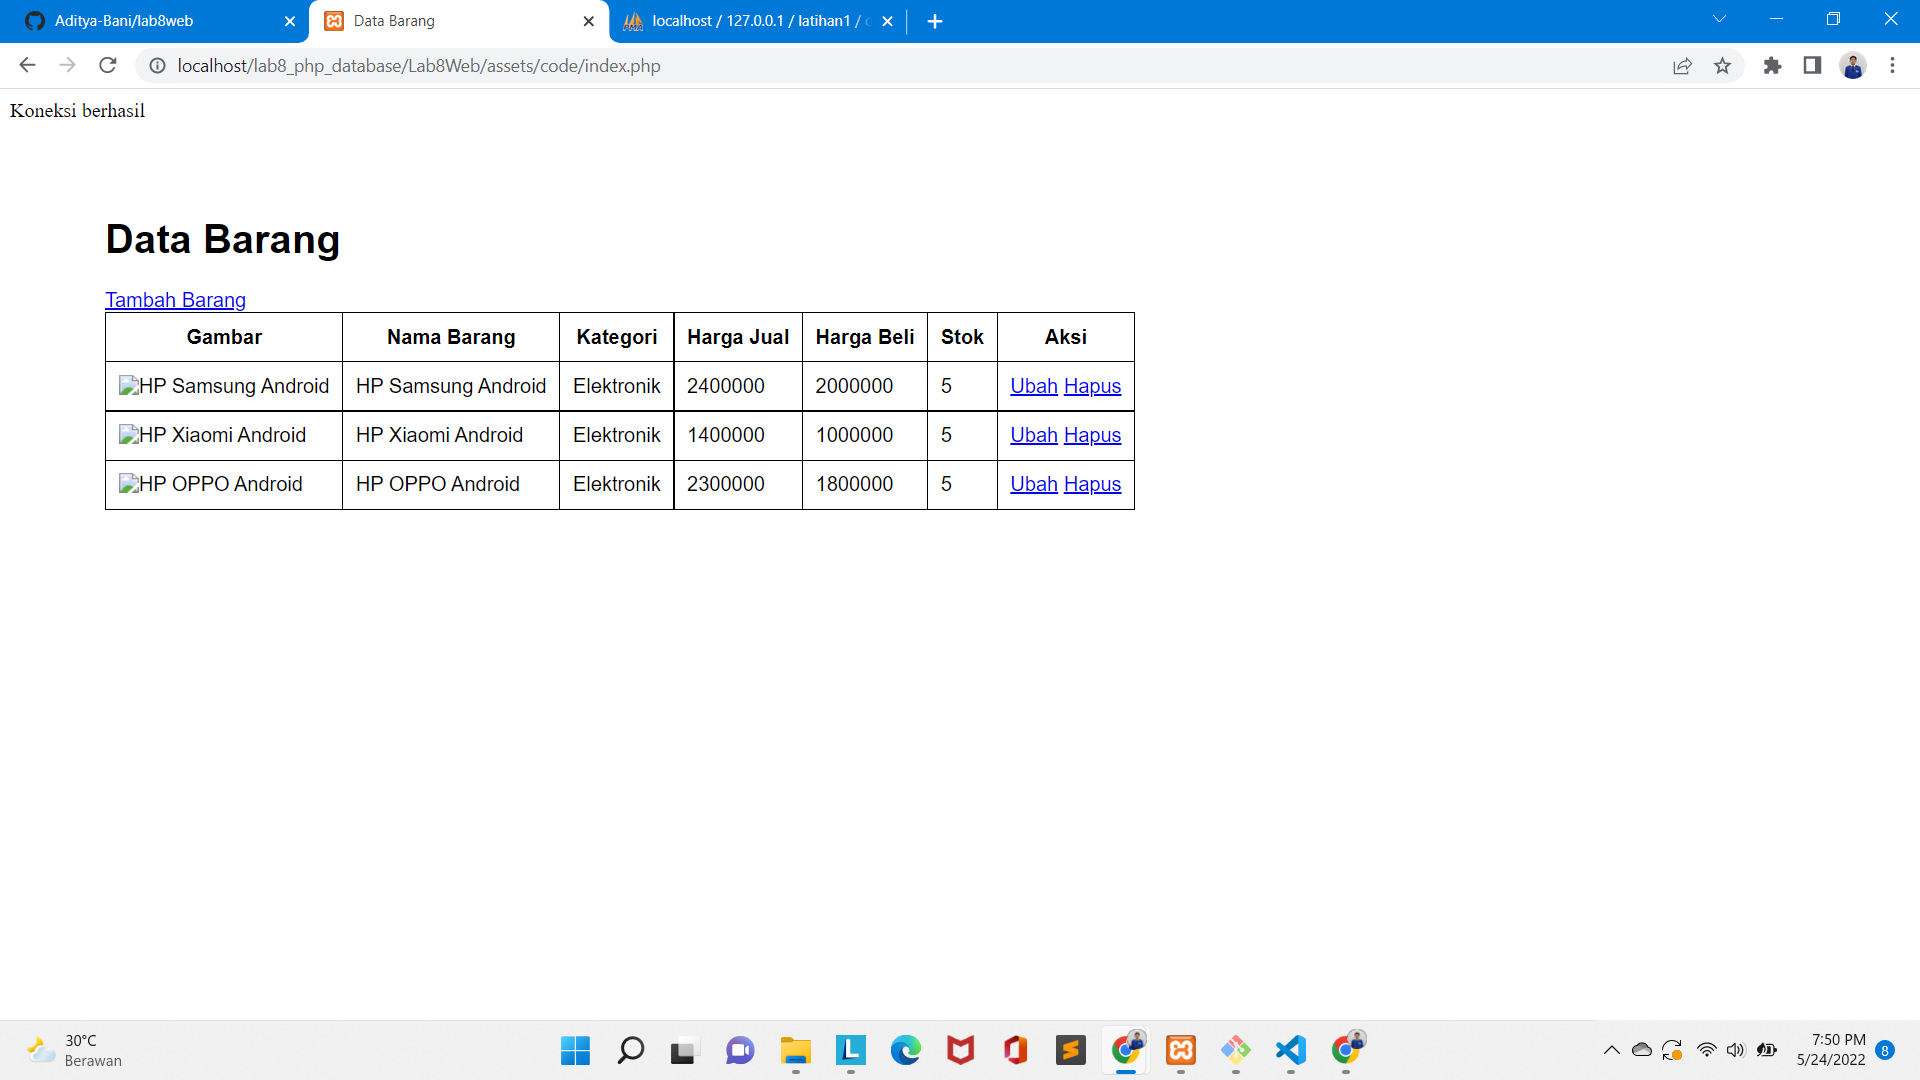 Aditya-Bani/lab8web
Data Barang
localhost / 127.0.0.1 / latihan1 /
localhost/lab8_php_database/Lab8Web/assets/code/index.php
Koneksi berhasil
Data Barang
Tambah Barang
Gambar Nama Barang Kategori Harga Jual Harga Beli Stok Aksi
HP Samsung Android HP Samsung Android Elektronik 2400000 2000000 5 Ubah Hapus
HP Xiaomi Android HP Xiaomi Android Elektronik 1400000 1000000 5 Ubah Hapus
HP OPPO Android HP OPPO Android Elektronik 2300000 1800000 5 Ubah Hapus
30°C
Berawan
7:50 PM
5/24/2022
8